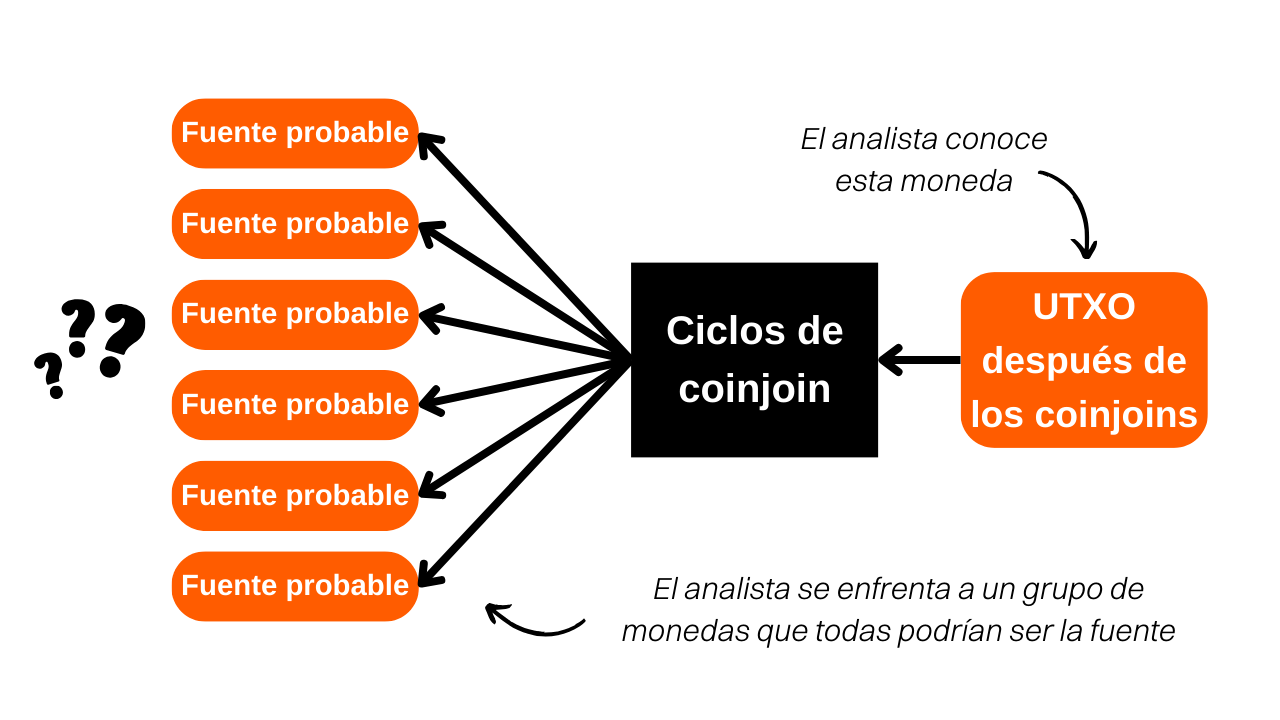 Fuente probable
Fuente probable
Fuente probable
Fuente probable
Fuente probable
Fuente probable
???
Ciclos de
coinjoin
El analista conoce
esta moneda
UTXO
después de
los coinjoins
El analista se enfrenta a un grupo de
monedas que todas podrían ser la fuente